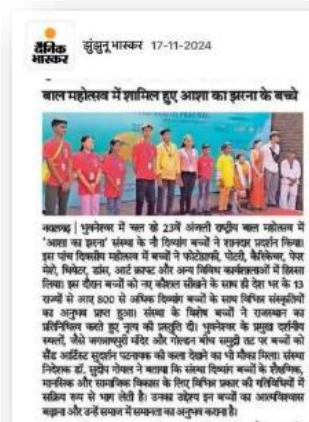 दैनिक
भास्कर
झुंझुनू भास्कर 17-11-2024
बाल महोत्सव में शामिल हुए आशा का झरना के बच्चे
नवलगढ़ | भुवनेश्वर में चल रहे 23वें अंजली राष्ट्रीय बाल महोत्सव में
'आशा का झरना' संस्था के नौ दिव्यांग बच्चों ने शानदार प्रदर्शन किया।
इस पांच दिवसीय महोत्सव में बच्चों ने फोटोग्राफी, पोटरी, कैरिकेचर, पेपर
मेशे, थियेटर, डांस, आर्ट क्राफ्ट और अन्य विविध कार्यशालाओं में हिस्सा
लिया। इस दौरान बच्चों को नए कौशल सीखने के साथ ही देश भर के 13
राज्यों से आए 800 से अधिक दिव्यांग बच्चों के साथ विभिन्न संस्कृतियों
का अनुभव प्राप्त हुआ। संस्था के विशेष बच्चों ने राजस्थान का
प्रतिनिधित्व करते हुए नृत्य की प्रस्तुति दी। भुवनेश्वर के प्रमुख दर्शनीय
स्थलों, जैसे जगन्नाथपुरी मंदिर और गोल्डन बीच समुद्री तट पर बच्चों को
सैंड आर्टिस्ट सुदर्शन पटनायक की कला देखने का भी मौका मिला। संस्था
निदेशक डॉ. सुदीप गोयल ने बताया कि संस्था दिव्यांग बच्चों के शैक्षणिक,
मानसिक और सामाजिक विकास के लिए विभिन्न प्रकार की गतिविधियों में
सक्रिय रूप से भाग लेती है। उनका उद्देश्य इन बच्चों का आत्मविश्वास
बढ़ाना और उन्हें समाज में समानता का अनुभव कराना है।